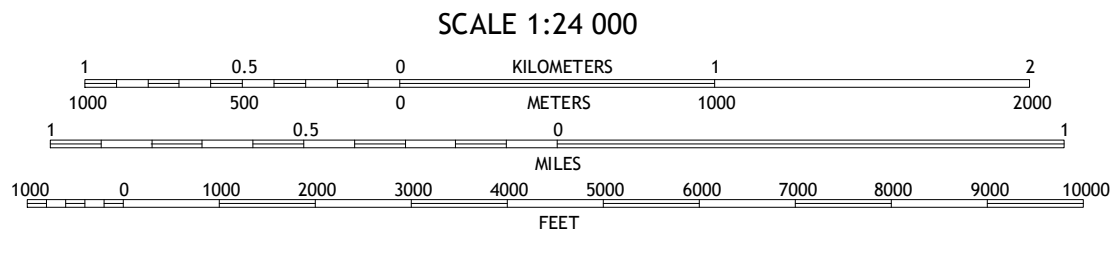 SCALE 1:24 000
1 0.5 0 KILOMETERS 1 2
1000 500 0 METERS 1000 2000
1 0.5 0 1
MILES
1000 0 1000 2000 3000 4000 5000 6000 7000 8000 9000 10000
FEET